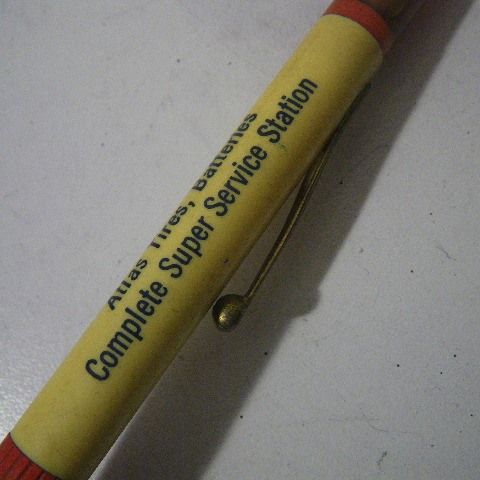 Atlas Tires, Batteries
Complete Super Service Station